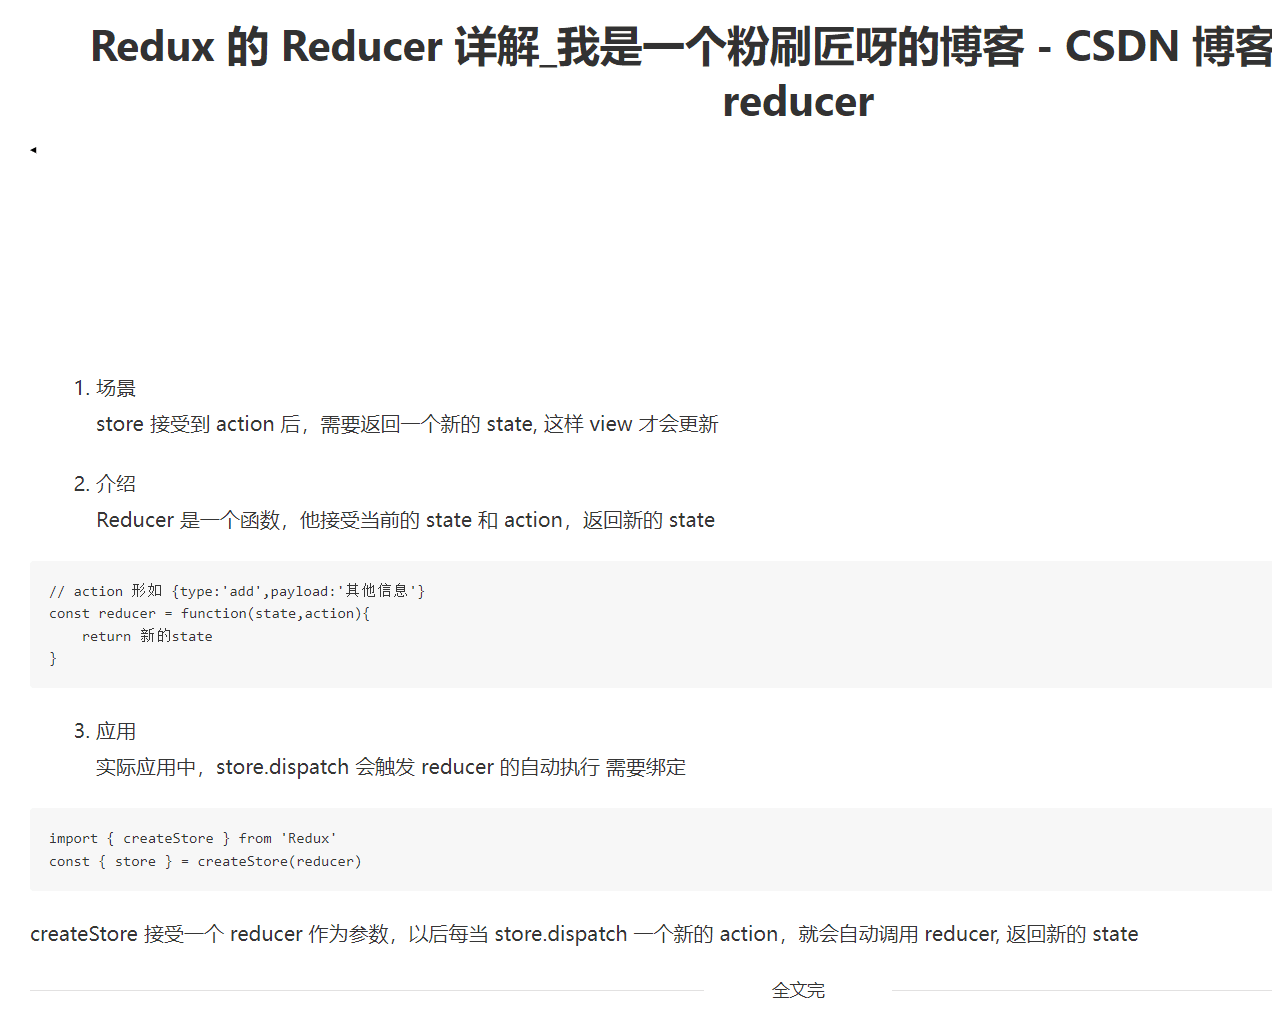 Redux 的 Reducer 详解_我是一个粉刷匠呀的博客 - CSDN 博客
reducer
1. 场景
store 接受到 action 后，需要返回一个新的 state, 这样 view 才会更新
2. 介绍
Reducer 是一个函数，他接受当前的 state 和 action，返回新的 state
// action 形如 {type:'add',payload:'其他信息'}
const reducer = function(state,action){
    return 新的state
}
3. 应用
实际应用中，store.dispatch 会触发 reducer 的自动执行 需要绑定
import { createStore } from 'Redux'
const { store } = createStore(reducer)
createStore 接受一个 reducer 作为参数，以后每当 store.dispatch 一个新的 action，就会自动调用 reducer, 返回新的 state
全文完